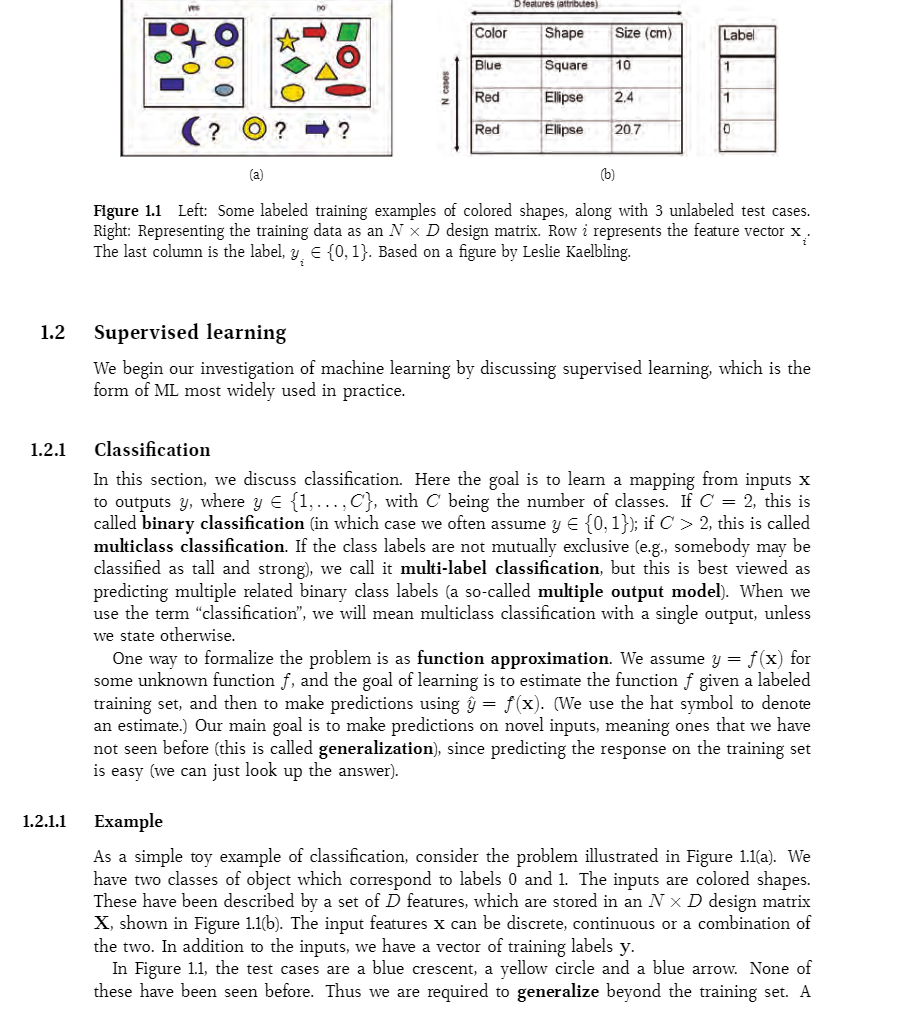 yes
no
? ? ?
(a)
D features (attributes)
N cases
Color Shape Size (cm) Label
Blue Square 10 1
Red Ellipse 2.4 1
Red Ellipse 20.7 0
(b)
Figure 1.1 Left: Some labeled training examples of colored shapes, along with 3 unlabeled test cases.
Right: Representing the training data as an N × D design matrix. Row i represents the feature vector x_i.
The last column is the label, y_i ∈ {0, 1}. Based on a figure by Leslie Kaelbling.
1.2 Supervised learning
We begin our investigation of machine learning by discussing supervised learning, which is the
form of ML most widely used in practice.
1.2.1 Classification
In this section, we discuss classification. Here the goal is to learn a mapping from inputs x
to outputs y, where y ∈ {1, . . . , C}, with C being the number of classes. If C = 2, this is
called binary classification (in which case we often assume y ∈ {0, 1}); if C > 2, this is called
multiclass classification. If the class labels are not mutually exclusive (e.g., somebody may be
classified as tall and strong), we call it multi-label classification, but this is best viewed as
predicting multiple related binary class labels (a so-called multiple output model). When we
use the term “classification”, we will mean multiclass classification with a single output, unless
we state otherwise.
One way to formalize the problem is as function approximation. We assume y = f(x) for
some unknown function f, and the goal of learning is to estimate the function f given a labeled
training set, and then to make predictions using ŷ = f(x). (We use the hat symbol to denote
an estimate.) Our main goal is to make predictions on novel inputs, meaning ones that we have
not seen before (this is called generalization), since predicting the response on the training set
is easy (we can just look up the answer).
1.2.1.1 Example
As a simple toy example of classification, consider the problem illustrated in Figure 1.1(a). We
have two classes of object which correspond to labels 0 and 1. The inputs are colored shapes.
These have been described by a set of D features, which are stored in an N × D design matrix
X, shown in Figure 1.1(b). The input features x can be discrete, continuous or a combination of
the two. In addition to the inputs, we have a vector of training labels y.
In Figure 1.1, the test cases are a blue crescent, a yellow circle and a blue arrow. None of
these have been seen before. Thus we are required to generalize beyond the training set. A